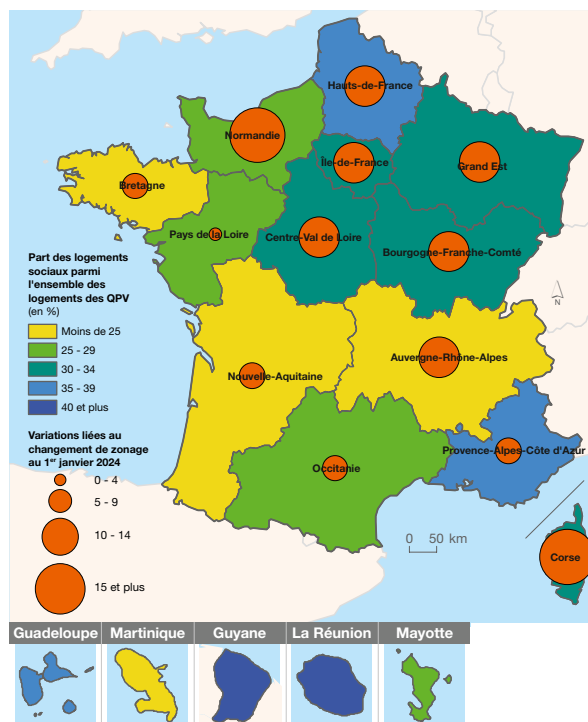 Hauts-de-France
Normandie
Île-de-France
Grand Est
Bretagne
Pays de la Loire
Centre-Val de Loire
Bourgogne-Franche-Comté
Part des logements
sociaux parmi
l'ensemble des
logements des QPV
(en %)
Moins de 25
25 - 29
30 - 34
35 - 39
40 et plus
N
Auvergne-Rhône-Alpes
Nouvelle-Aquitaine
Variations liées au
changement de zonage
au 1er janvier 2024
0 - 4
5 - 9
10 - 14
15 et plus
Provence-Alpes-Côte d'Azur
Occitanie
0 50 km
Corse
Guadeloupe
Martinique
Guyane
La Réunion
Mayotte